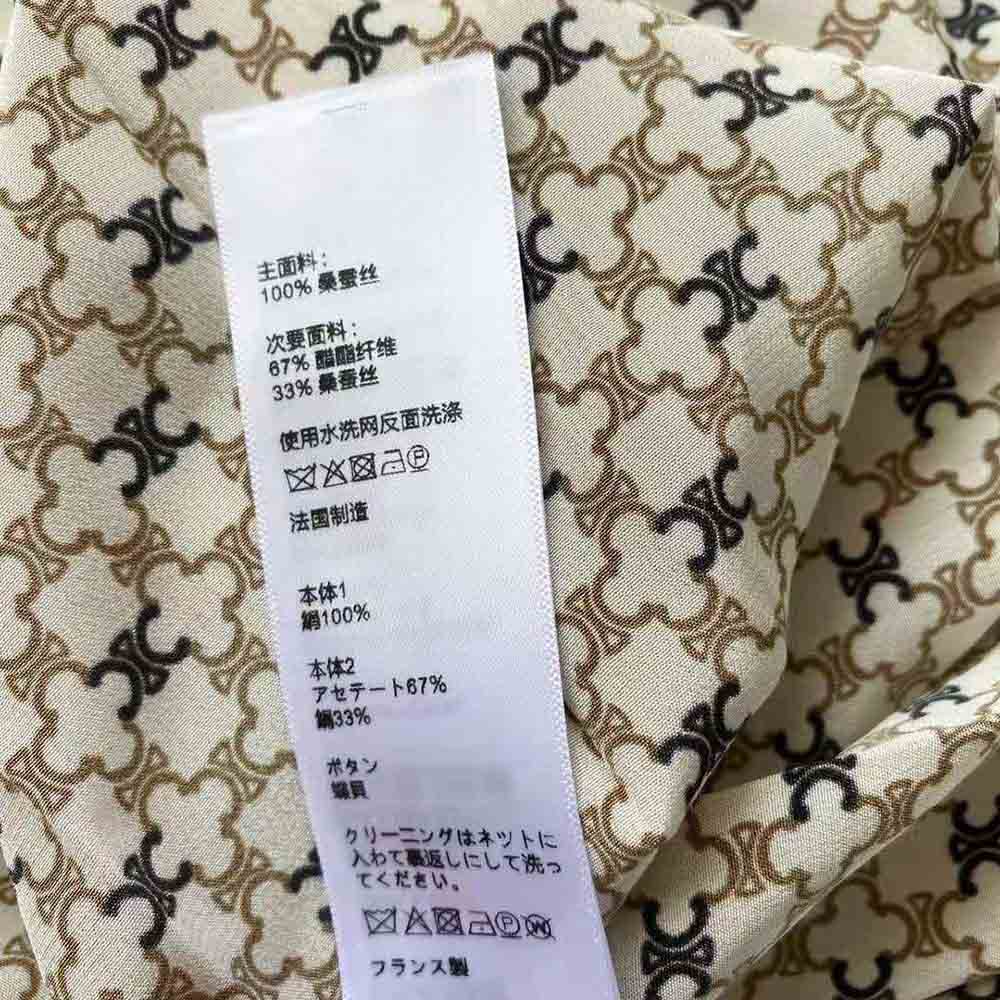 主面料:
100% 桑蚕丝
次要面料:
67% 醋酯纤维
33% 桑蚕丝
使用水洗网反面洗涤
P
法国制造
本体1
絹100%
本体2
アセテート67%
絹33%
ボタン
蝶貝
クリーニングはネットに
入わて裏返しにして洗っ
てください。
P W
フランス製